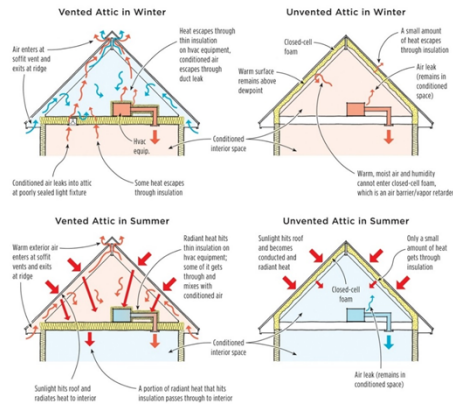 Vented Attic in Winter
Unvented Attic in Winter
Air enters at
soffit vent and
exits at ridge
Heat escapes through
thin insulation
on hvac equipment,
conditioned air
escapes through
duct leak
Hvac
equip.
Conditioned air leaks into attic
at poorly sealed light fixture
Some heat escapes
through insulation
Conditioned
interior space
Closed-cell
foam
Warm surface
remains above
dewpoint
A small amount
of heat escapes
through insulation
Air leak
(remains in
conditioned
space)
Warm, moist air and humidity
cannot enter closed-cell foam,
which is an air barrier/vapor retarder
Vented Attic in Summer
Unvented Attic in Summer
Warm exterior air
enters at soffit
vents and exits
at ridge
Radiant heat hits
thin insulation on
hvac equipment;
some of it gets
through and
mixes with
conditioned air
Sunlight hits roof and
radiates heat to interior
A portion of radiant heat that hits
insulation passes through to interior
Conditioned
interior space
Sunlight hits roof
and becomes
conducted and
radiant heat
Closed-cell
foam
Only a small
amount of heat
gets through
insulation
Air leak (remains in
conditioned space)